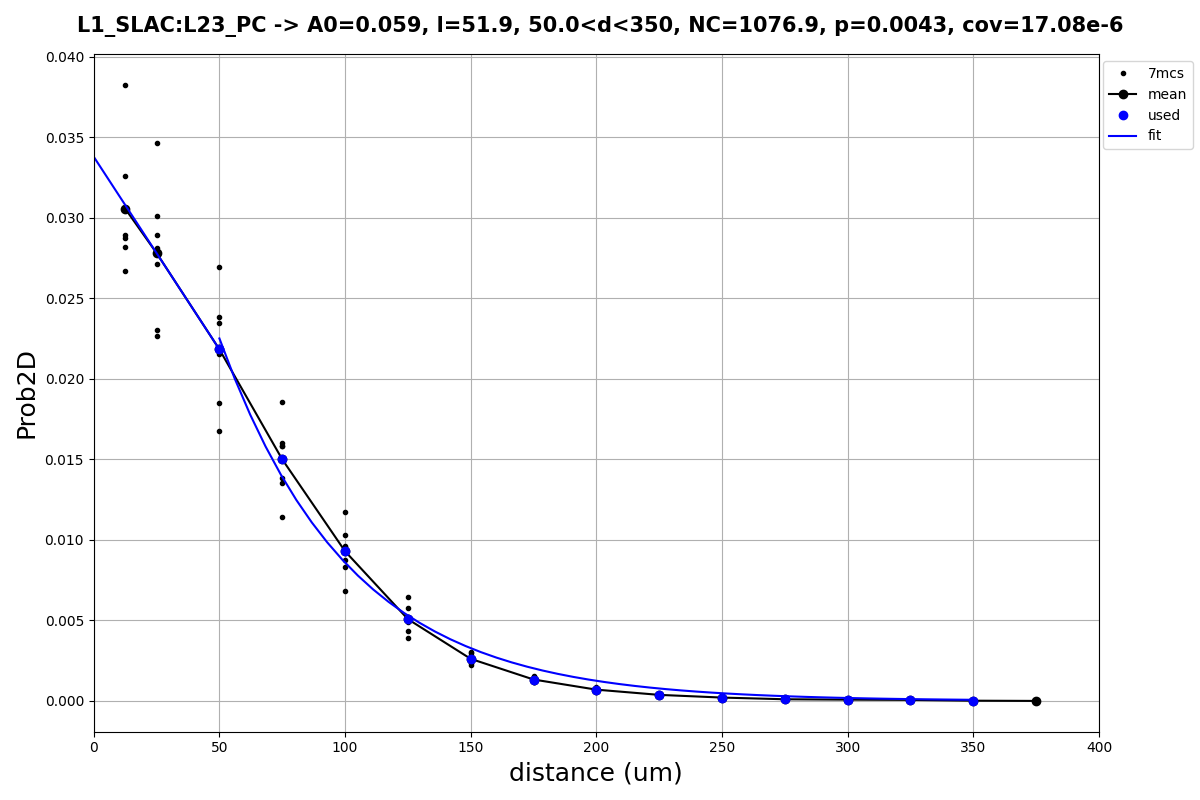 L1_SLAC:L23_PC -> A0=0.059, l=51.9, 50.0<d<350, NC=1076.9, p=0.0043, cov=17.08e-6
0.040
0.035
0.030
0.025
0.020
0.015
0.010
0.005
0.000
Prob2D
0 50 100 150 200 250 300 350 400
distance (um)
7mcs
mean
used
fit